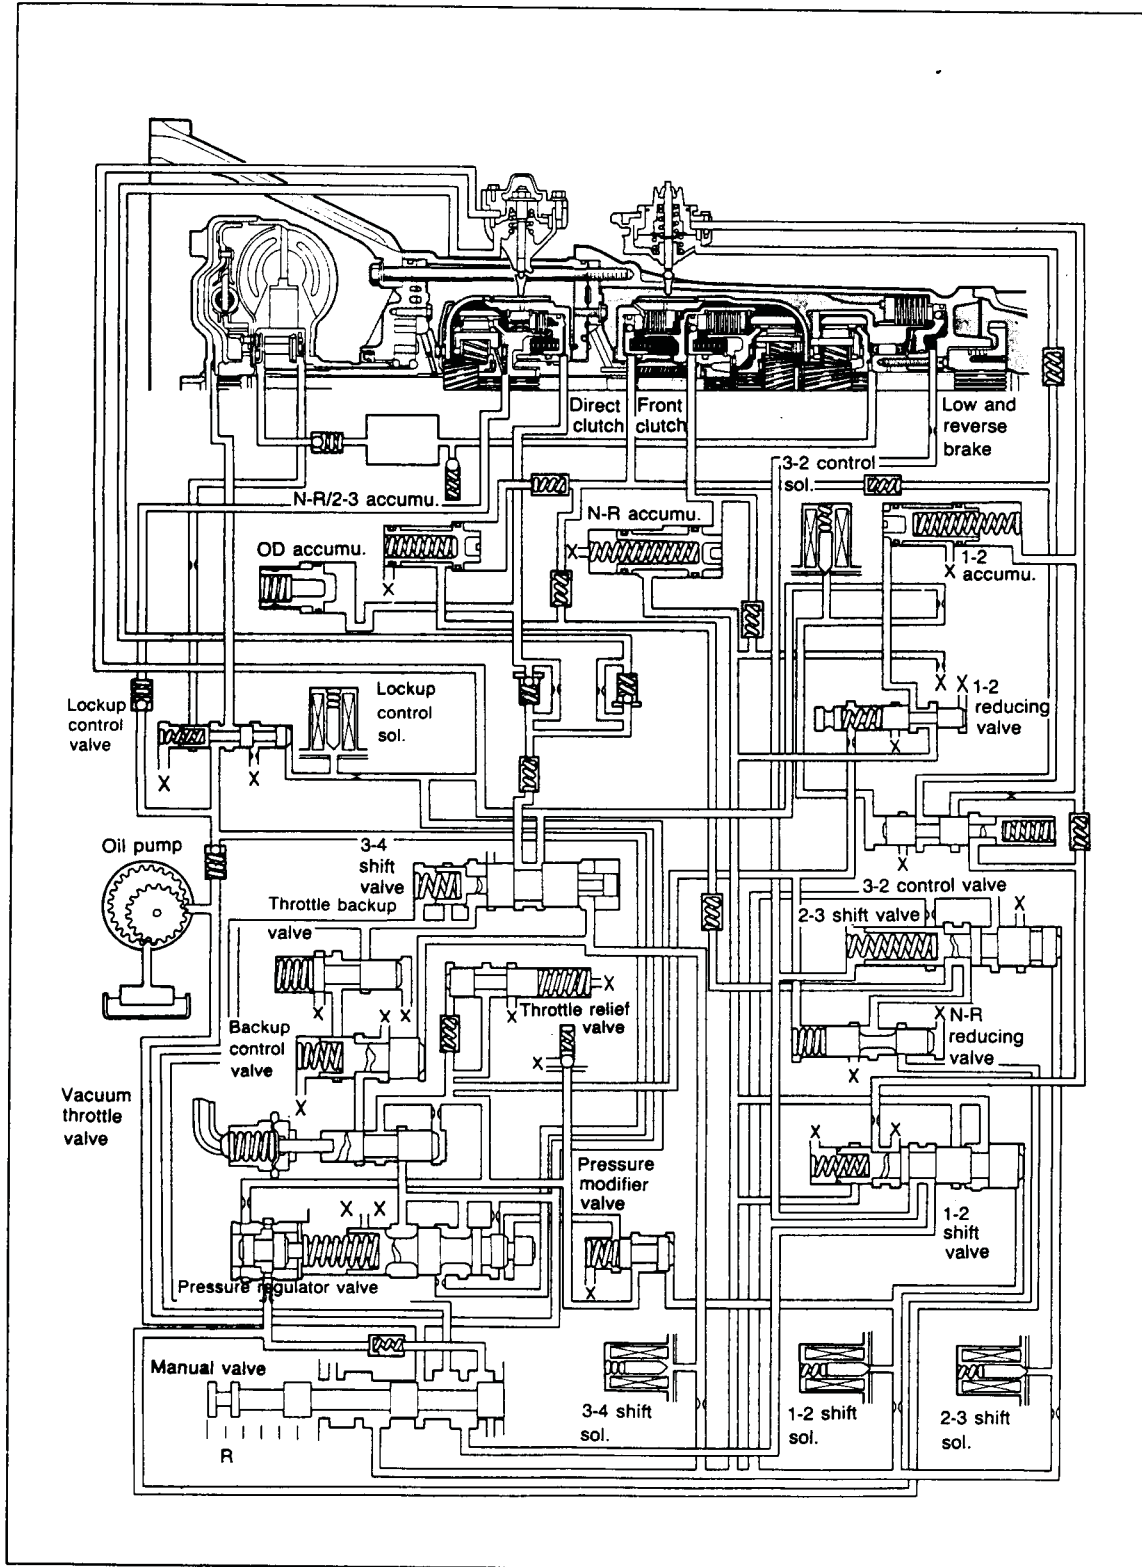 Direct
clutch
Front
clutch
Low and
reverse
brake
3-2 control
sol.
N-R/2-3 accumu.
N-R accumu.
OD accumu.
X
X
X
1-2
accumu.
Lockup
control
valve
Lockup
control
sol.
X
X
1-2
reducing
valve
X
X
X
Oil pump
3-4
shift
valve
X
3-2 control valve
Throttle backup
valve
2-3 shift valve
X
X
Throttle relief
valve
X
X
X
X
N-R
reducing
valve
X
Backup
control
valve
X
X
X
X
Vacuum
throttle
valve
X
X
X
Pressure
modifier
valve
X
X
1-2
shift
valve
Pressure regulator valve
X
Manual valve
R
3-4 shift
sol.
1-2 shift
sol.
2-3 shift
sol.